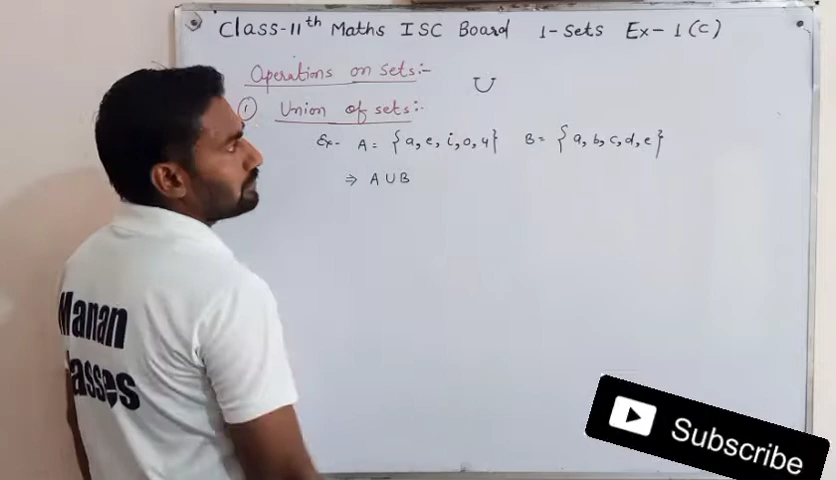 Class-11th Maths ISC Board 1-Sets Ex-1(c)
Operations on sets:-
∪
① Union of sets:-
Ex- A = {a, e, i, o, u} B = {a, b, c, d, e}
⇒ A ∪ B
Manan
Classes
Subscribe